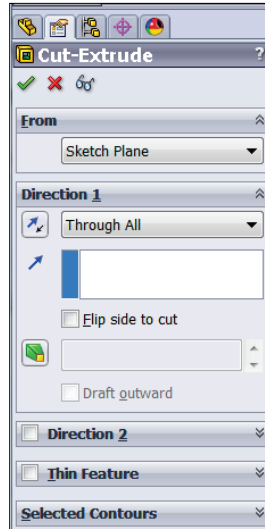 Cut-Extrude ?
From
Sketch Plane
Direction 1
Through All
Flip side to cut
Draft outward
Direction 2
Thin Feature
Selected Contours